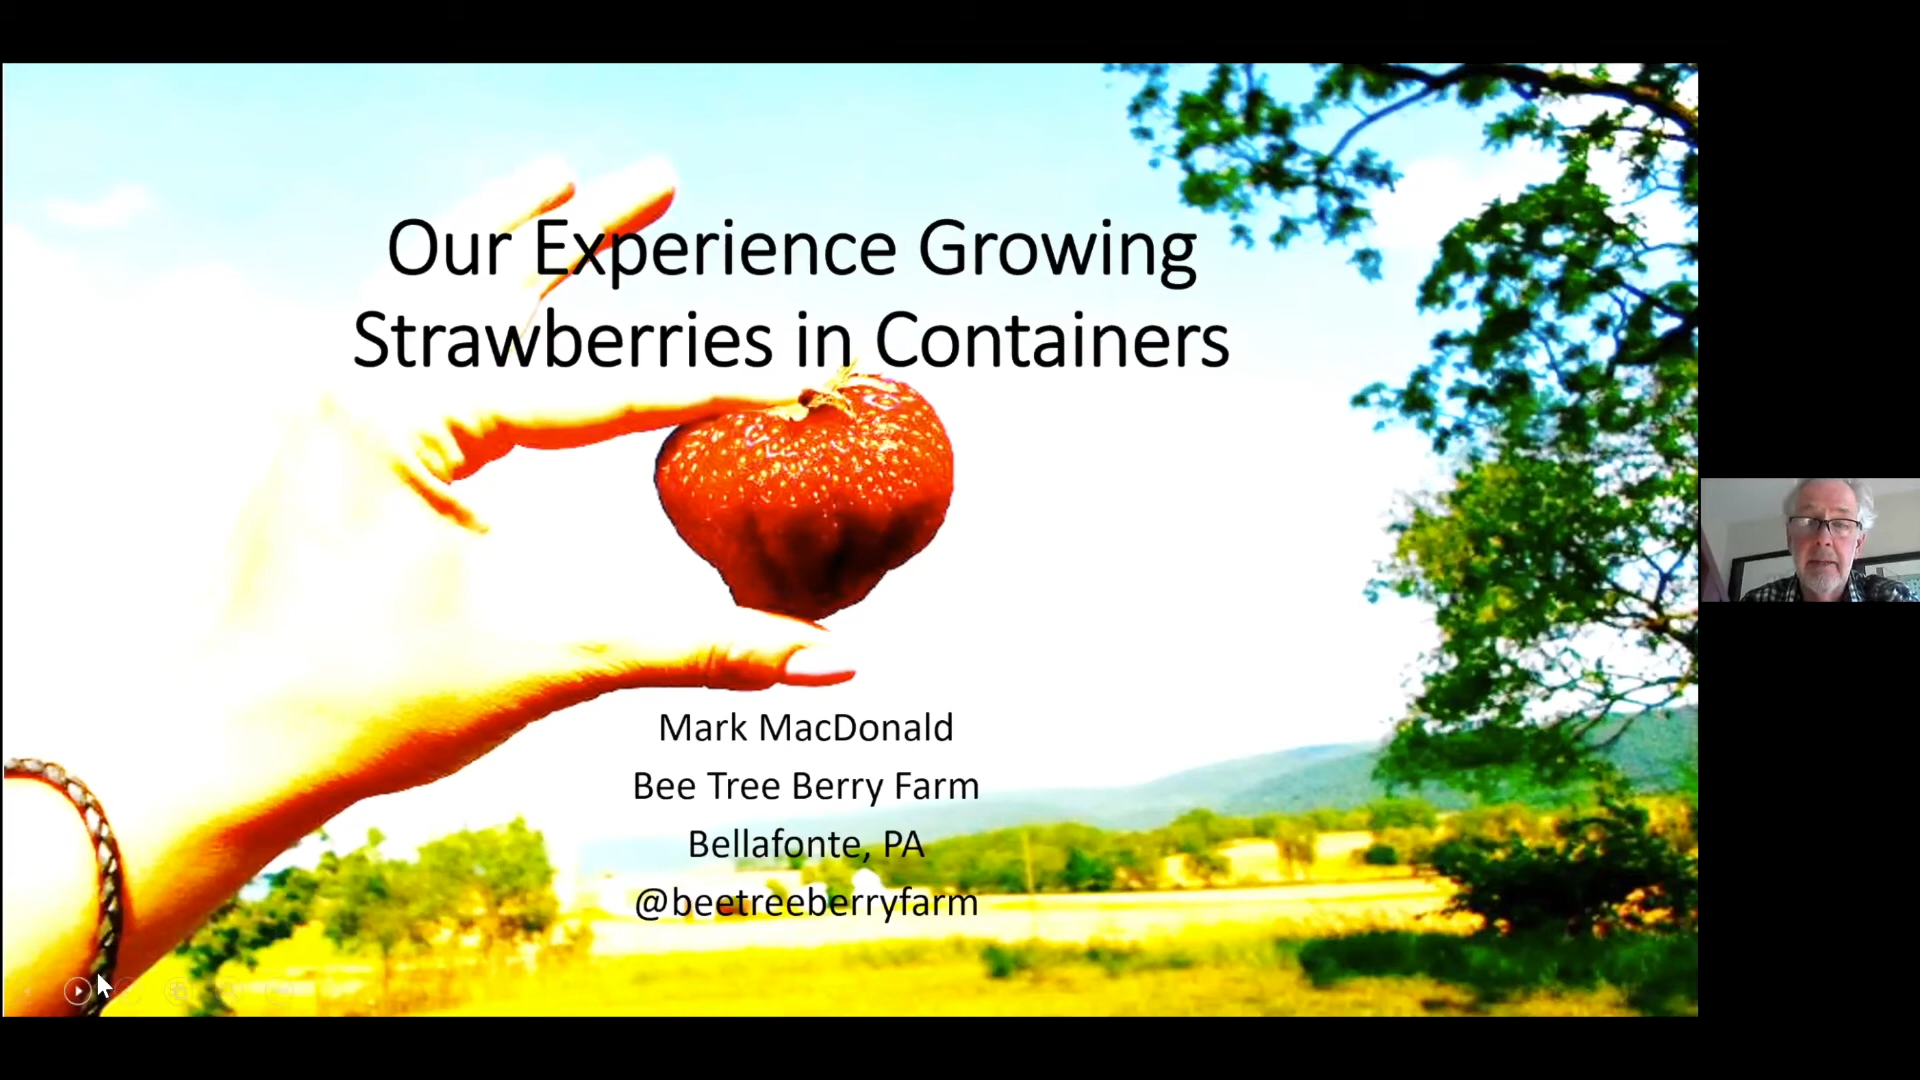 Our Experience Growing
Strawberries in Containers
Mark MacDonald
Bee Tree Berry Farm
Bellafonte, PA
@beetreeberryfarm